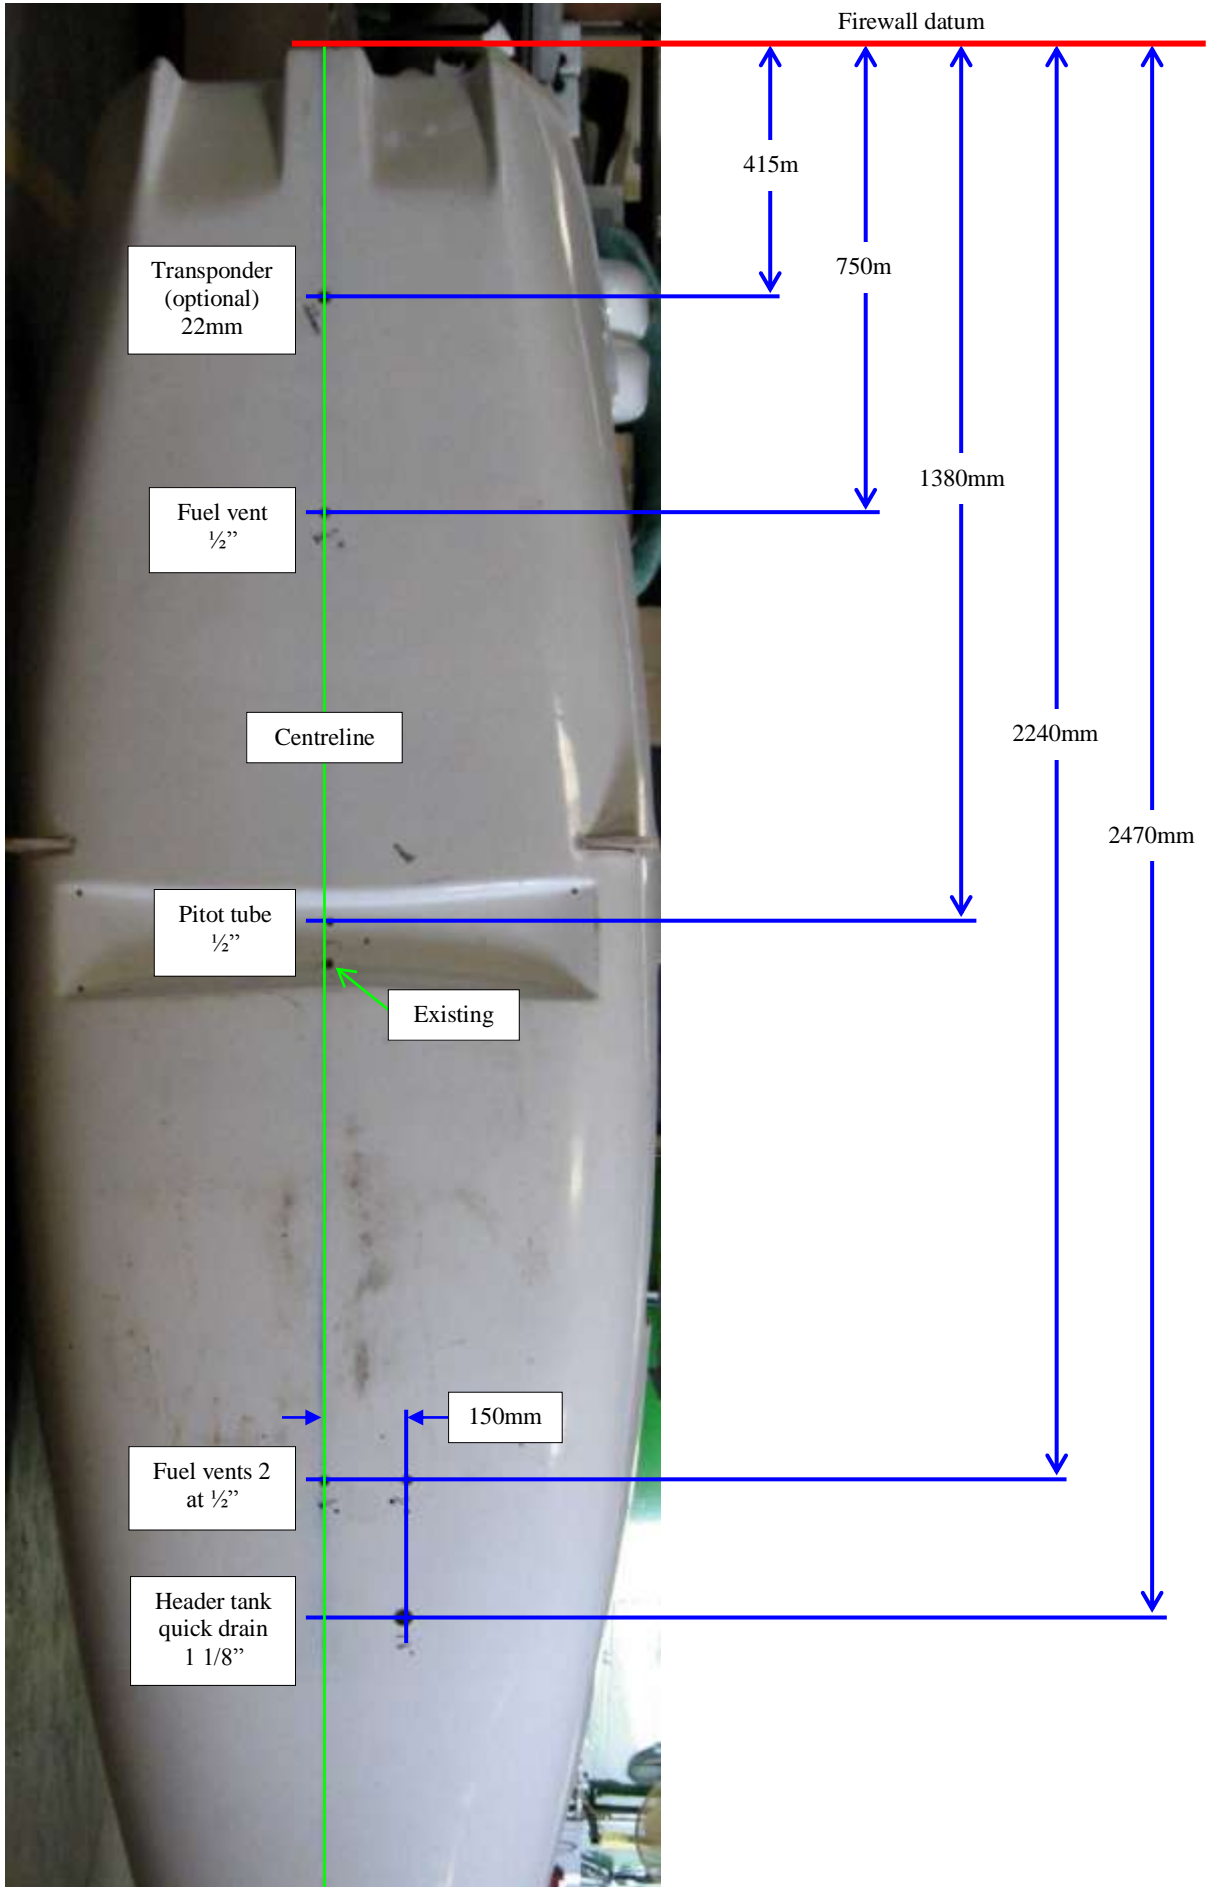 Firewall datum
415m
750m
Transponder
(optional)
22mm
1380mm
Fuel vent
½”
Centreline
2240mm
2470mm
Pitot tube
½”
Existing
150mm
Fuel vents 2
at ½”
Header tank
quick drain
1 1/8”